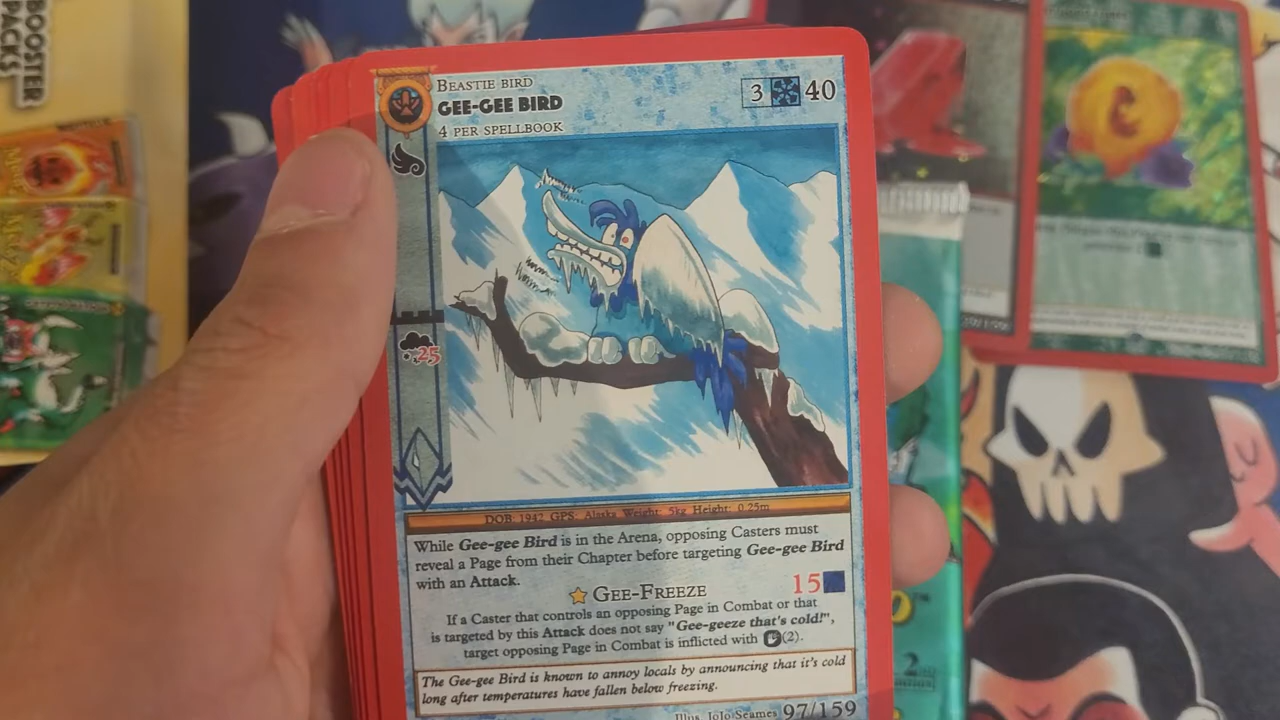 BOOSTER
PACKS
BEASTIE BIRD
GEE-GEE BIRD
4 PER SPELLBOOK
3 40
25
DOB: 1942 GPS: Alaska Weight: 5kg Height: 0.25m
While Gee-gee Bird is in the Arena, opposing Casters must
reveal a Page from their Chapter before targeting Gee-gee Bird
with an Attack.
GEE-FREEZE 15
If a Caster that controls an opposing Page in Combat or that
is targeted by this Attack does not say "Gee-geeze that's cold!",
target opposing Page in Combat is inflicted with (2).
The Gee-gee Bird is known to annoy locals by announcing that it's cold
long after temperatures have fallen below freezing.
Illus. JoJo Seames 97/159
2